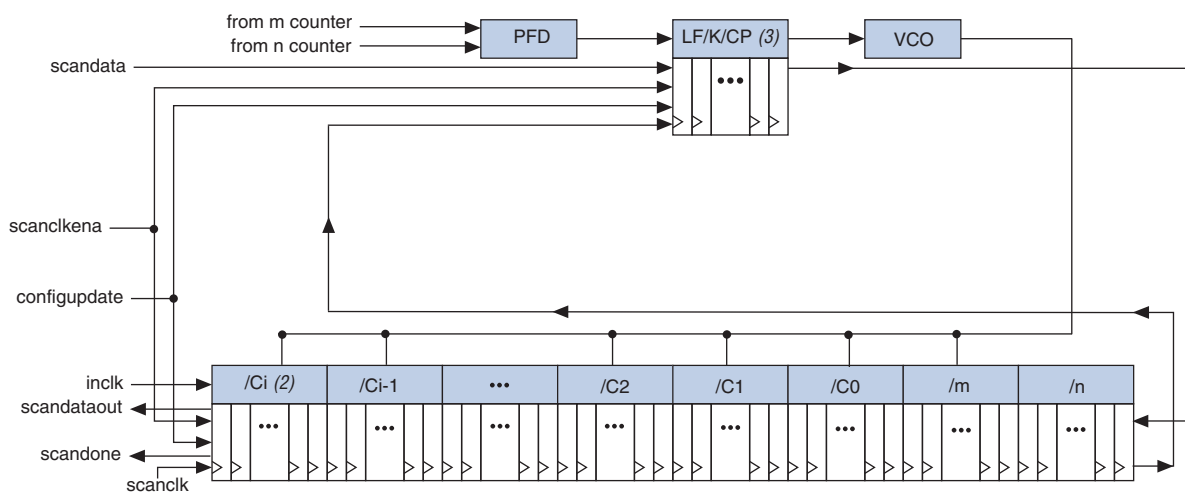 from m counter
from n counter
PFD
LF/K/CP (3)
VCO
scandata
•••
scanclkena
configupdate
inclk
/Ci (2)
/Ci-1
•••
/C2
/C1
/C0
/m
/n
scandataout
••• ••• ••• ••• ••• ••• ••• •••
scandone
scanclk